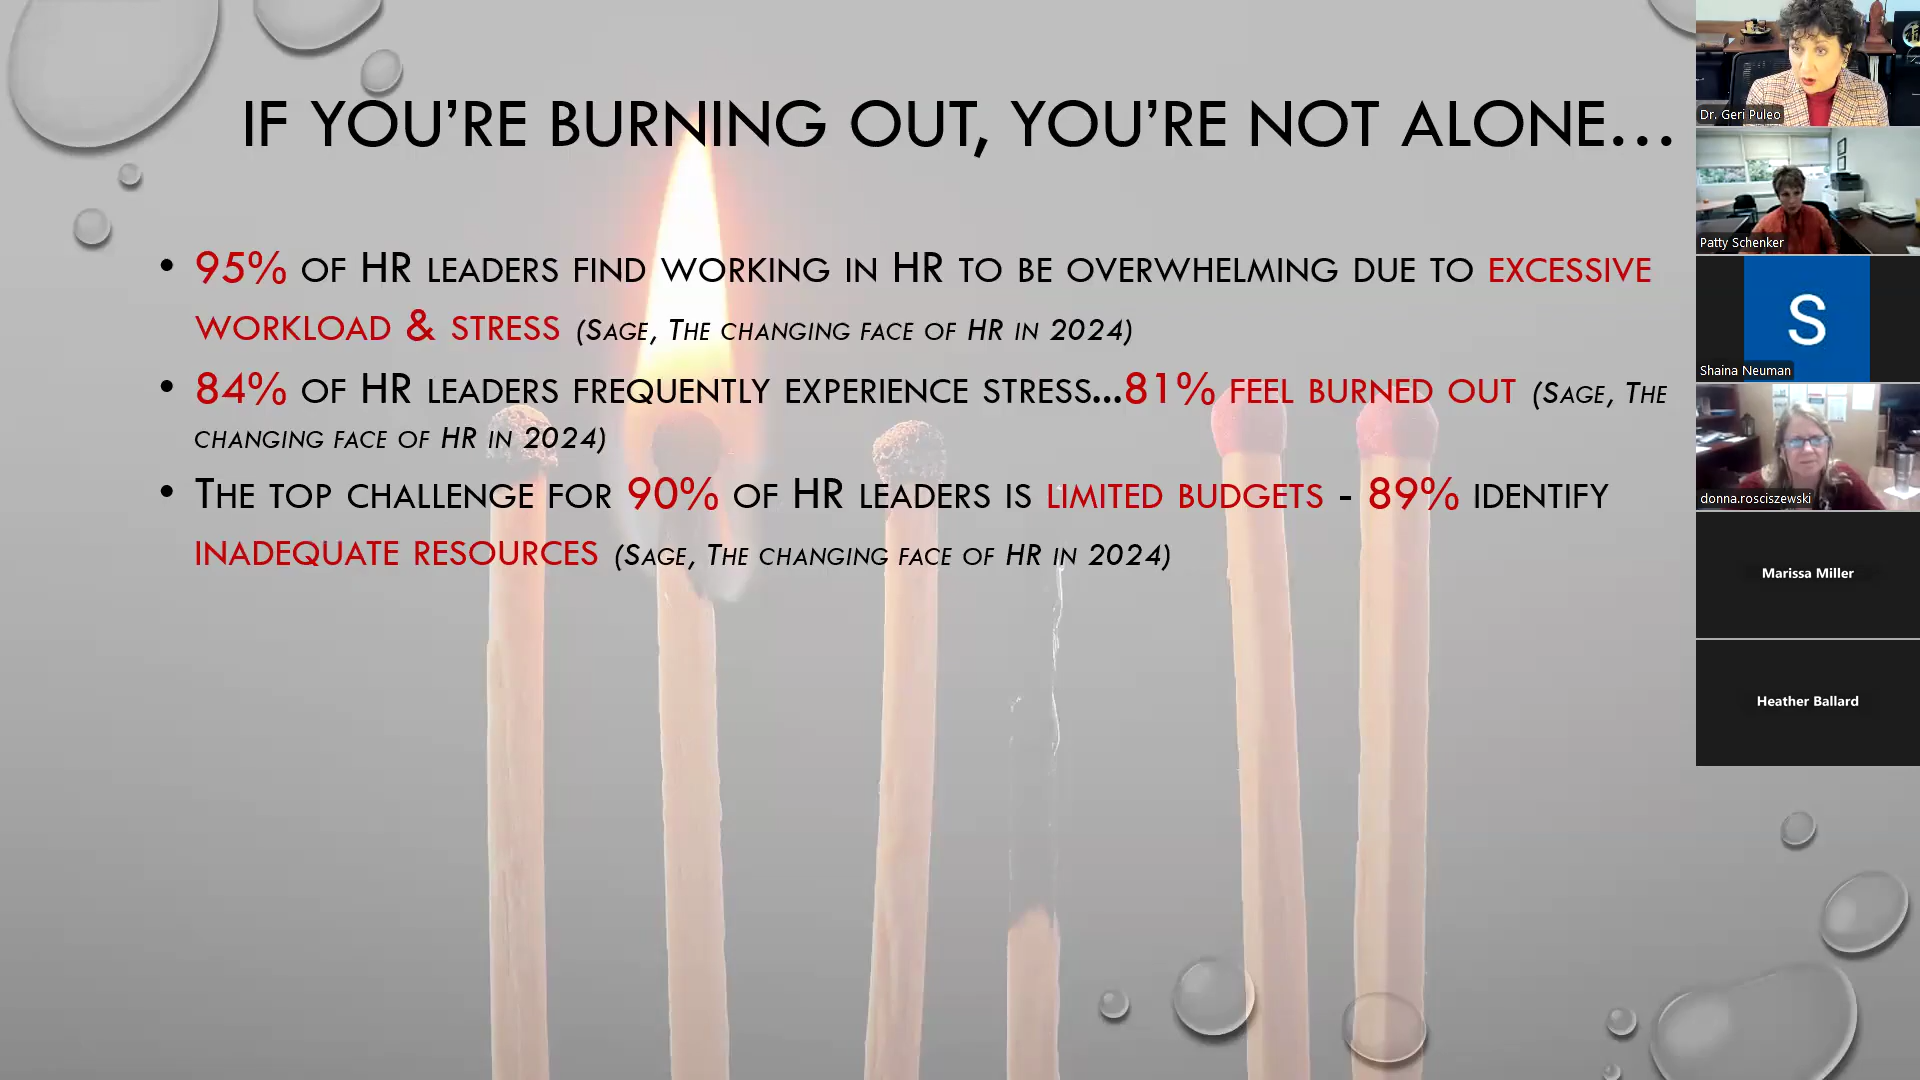 IF YOU'RE BURNING OUT, YOU'RE NOT ALONE...
• 95% OF HR LEADERS FIND WORKING IN HR TO BE OVERWHELMING DUE TO EXCESSIVE
WORKLOAD & STRESS (SAGE, THE CHANGING FACE OF HR IN 2024)
• 84% OF HR LEADERS FREQUENTLY EXPERIENCE STRESS...81% FEEL BURNED OUT (SAGE, THE
CHANGING FACE OF HR IN 2024)
• THE TOP CHALLENGE FOR 90% OF HR LEADERS IS LIMITED BUDGETS - 89% IDENTIFY
INADEQUATE RESOURCES (SAGE, THE CHANGING FACE OF HR IN 2024)
Dr. Geri Puleo
Patty Schenker
S
Shaina Neuman
donna.rosciszewski
Marissa Miller
Heather Ballard